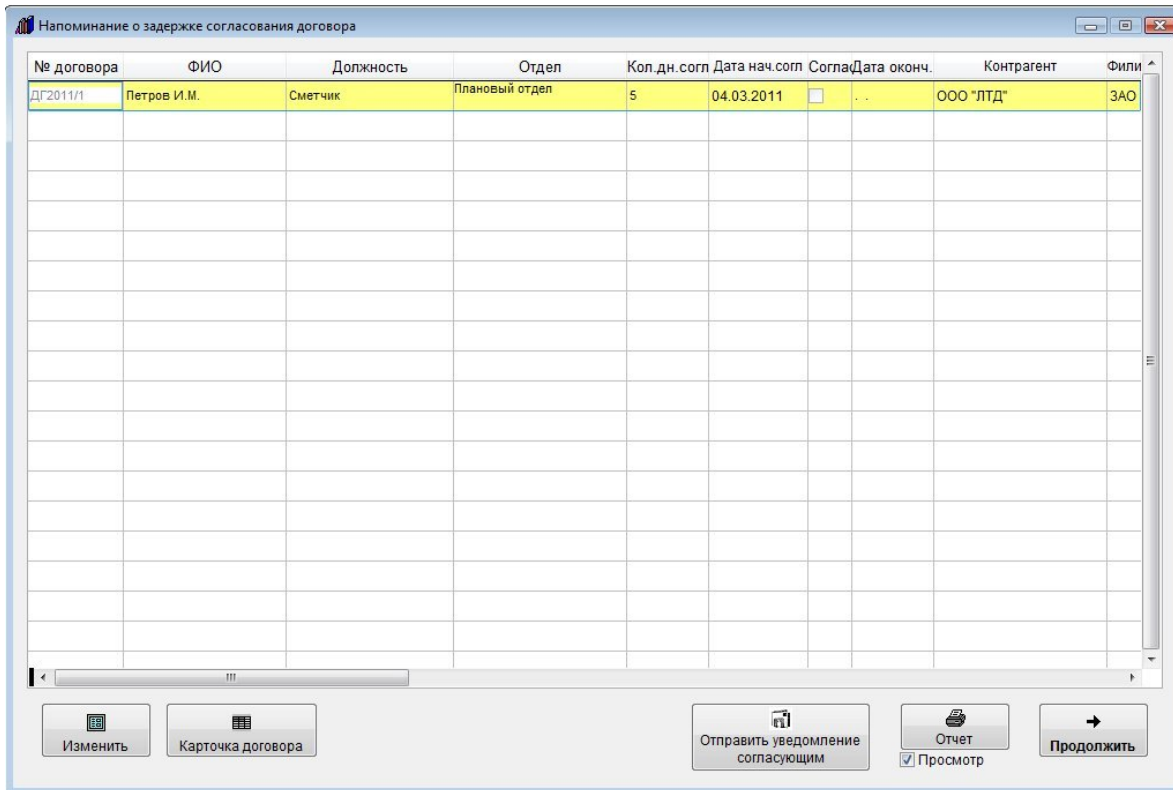 Напоминание о задержке согласования договора
№ договора ФИО Должность Отдел Кол.дн.согл Дата нач.согл Согла Дата оконч. Контрагент Фили
ДГ2011/1 Петров И.М. Сметчик Плановый отдел 5 04.03.2011 . . ООО "ЛТД" ЗАО
Изменить
Карточка договора
Отправить уведомление
согласующим
Отчет
Просмотр
Продолжить